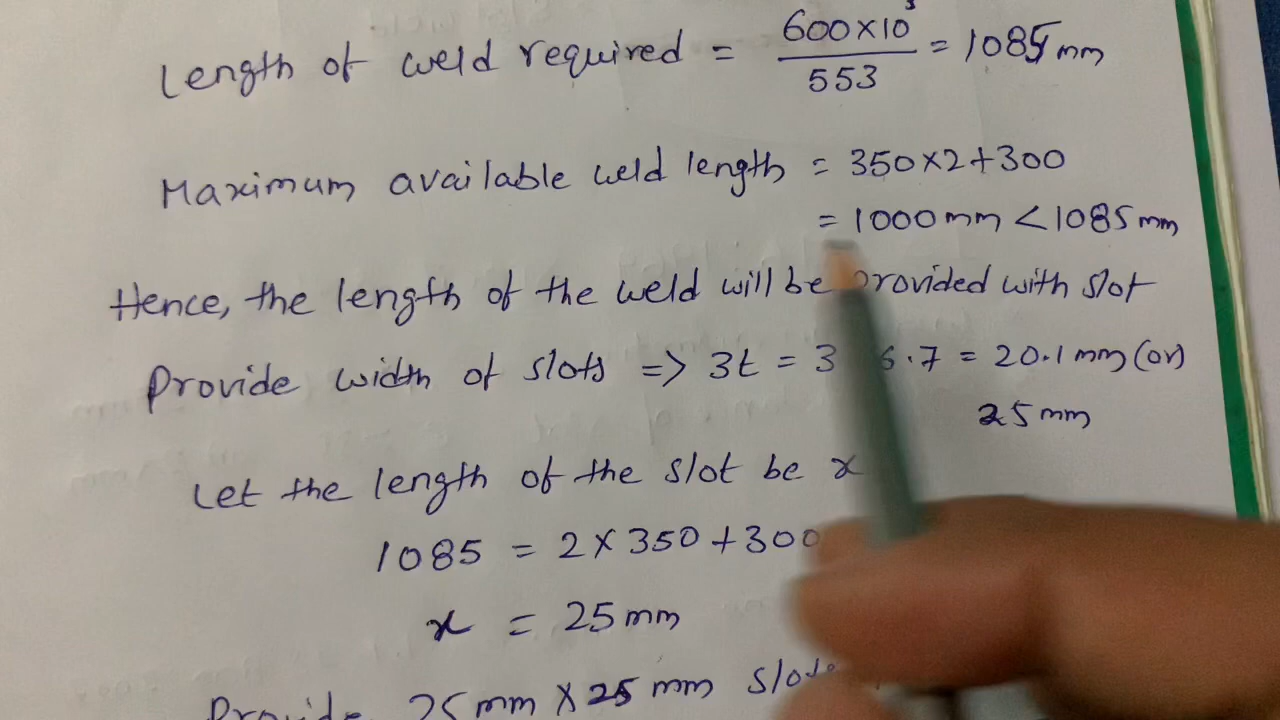 Length of weld required = 600×10³ / 553 = 1085 mm
Maximum available weld length = 350×2+300
= 1000 mm < 1085 mm
Hence, the length of the weld will be provided with slot
Provide width of slots => 3t = 3 6.7 = 20.1 mm (or)
25 mm
Let the length of the slot be x
1085 = 2 × 350 + 300
x = 25 mm
Provide 25 mm × 25 mm slots